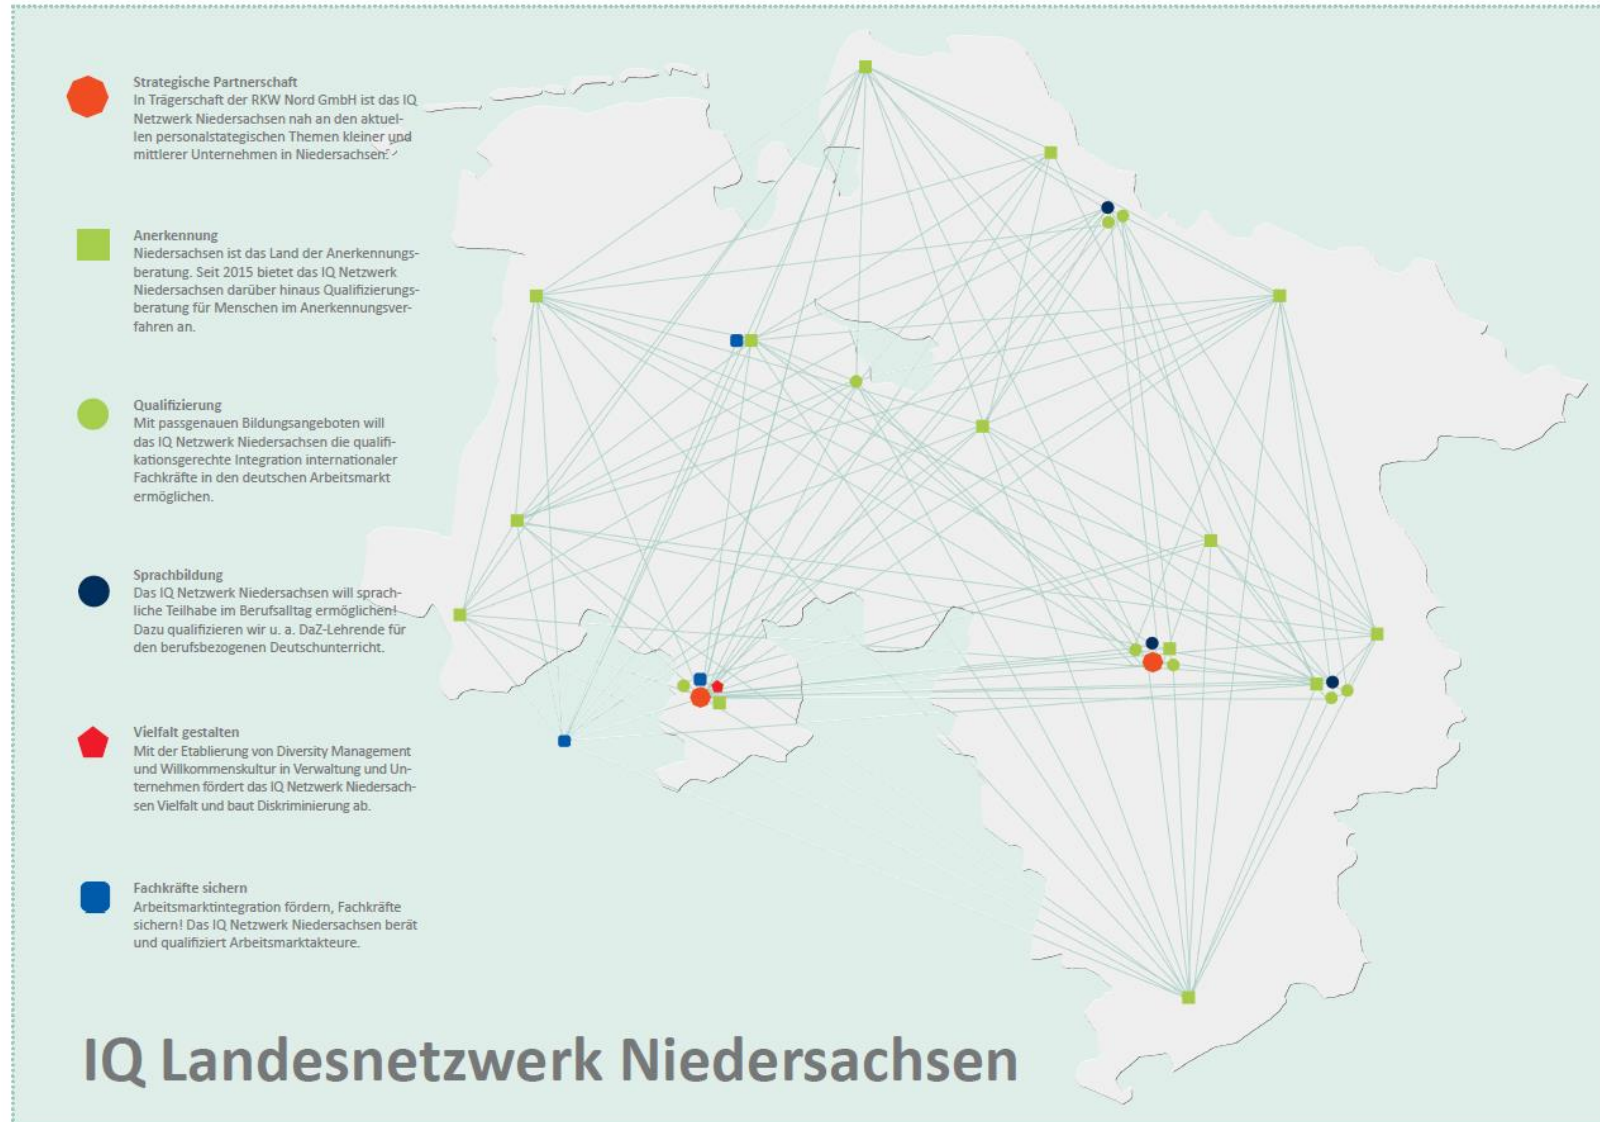 Strategische Partnerschaft
In Trägerschaft der RKW Nord GmbH ist das IQ
Netzwerk Niedersachsen nah an den aktuel-
len personalstategischen Themen kleiner und
mittlerer Unternehmen in Niedersachsen.
Anerkennung
Niedersachsen ist das Land der Anerkennungs-
beratung. Seit 2015 bietet das IQ Netzwerk
Niedersachsen darüber hinaus Qualifizierungs-
beratung für Menschen im Anerkennungsver-
fahren an.
Qualifizierung
Mit passgenauen Bildungsangeboten will
das IQ Netzwerk Niedersachsen die qualifi-
kationsgerechte Integration internationaler
Fachkräfte in den deutschen Arbeitsmarkt
ermöglichen.
Sprachbildung
Das IQ Netzwerk Niedersachsen will sprach-
liche Teilhabe im Berufsalltag ermöglichen!
Dazu qualifizieren wir u. a. DaZ-Lehrende für
den berufsbezogenen Deutschunterricht.
Vielfalt gestalten
Mit der Etablierung von Diversity Management
und Willkommenskultur in Verwaltung und Un-
ternehmen fördert das IQ Netzwerk Niedersach-
sen Vielfalt und baut Diskriminierung ab.
Fachkräfte sichern
Arbeitsmarktintegration fördern, Fachkräfte
sichern! Das IQ Netzwerk Niedersachsen berät
und qualifiziert Arbeitsmarktakteure.
IQ Landesnetzwerk Niedersachsen